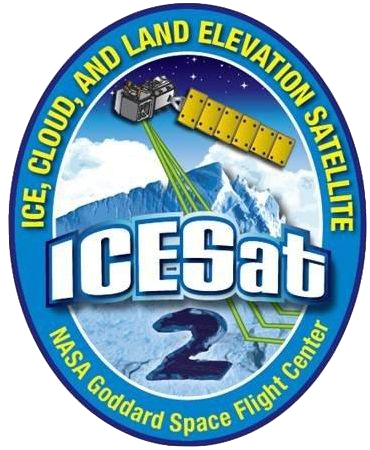 ICE, CLOUD, AND LAND ELEVATION SATELLITE
ICESat
2
NASA Goddard Space Flight Center